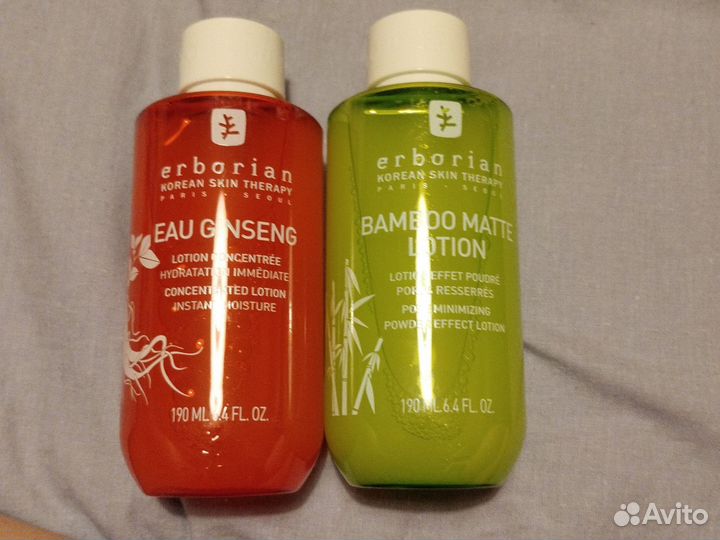 erborian
KOREAN SKIN THERAPY
PARIS - SEOUL
EAU GINSENG
LOTION CONCENTRÉE
HYDRATATION IMMÉDIATE
CONCENTRATED LOTION
INSTANT MOISTURE
190 ML 6.4 FL. OZ.
erborian
KOREAN SKIN THERAPY
PARIS - SEOUL
BAMBOO MATTE
LOTION
LOTION EFFET POUDRÉ
PORES RESSERRÉS
PORE MINIMIZING
POWDER EFFECT LOTION
190 ML 6.4 FL. OZ.
Avito